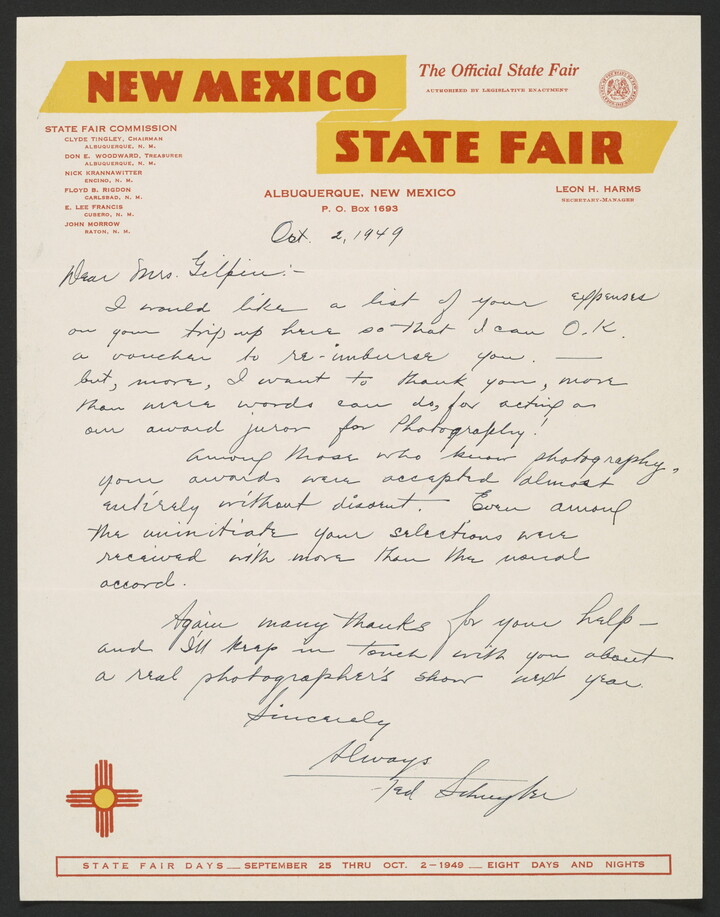 NEW MEXICO
STATE FAIR
The Official State Fair
AUTHORIZED BY LEGISLATIVE ENACTMENT
STATE FAIR COMMISSION
CLYDE TINGLEY, CHAIRMAN
ALBUQUERQUE, N. M.
DON E. WOODWARD, TREASURER
ALBUQUERQUE, N. M.
NICK KRANNAWITTER
ENCINO, N. M.
FLOYD B. RIGDON
CARLSBAD, N. M.
E. LEE FRANCIS
CUBERO, N. M.
JOHN MORROW
RATON, N. M.
ALBUQUERQUE, NEW MEXICO
P. O. BOX 1693
LEON H. HARMS
SECRETARY-MANAGER
Oct. 2, 1949
Dear Mrs. Gilpin:-
I would like a list of your expenses
on your trip up here so that I can O.K.
a voucher to re-imburse you. —
but, more, I want to thank you, more
than mere words can do, for acting as
our award juror for Photography!
Among those who know photography,
your awards were accepted almost
entirely without dissent. Even among
the uninitiate your selections were
received with more than the usual
accord.
Again many thanks for your help —
and I'll keep in touch with you about
a real photographer's show next year.
Sincerely
Always
-Ted Schuyler
STATE FAIR DAYS — SEPTEMBER 25 THRU OCT. 2 — 1949 — EIGHT DAYS AND NIGHTS